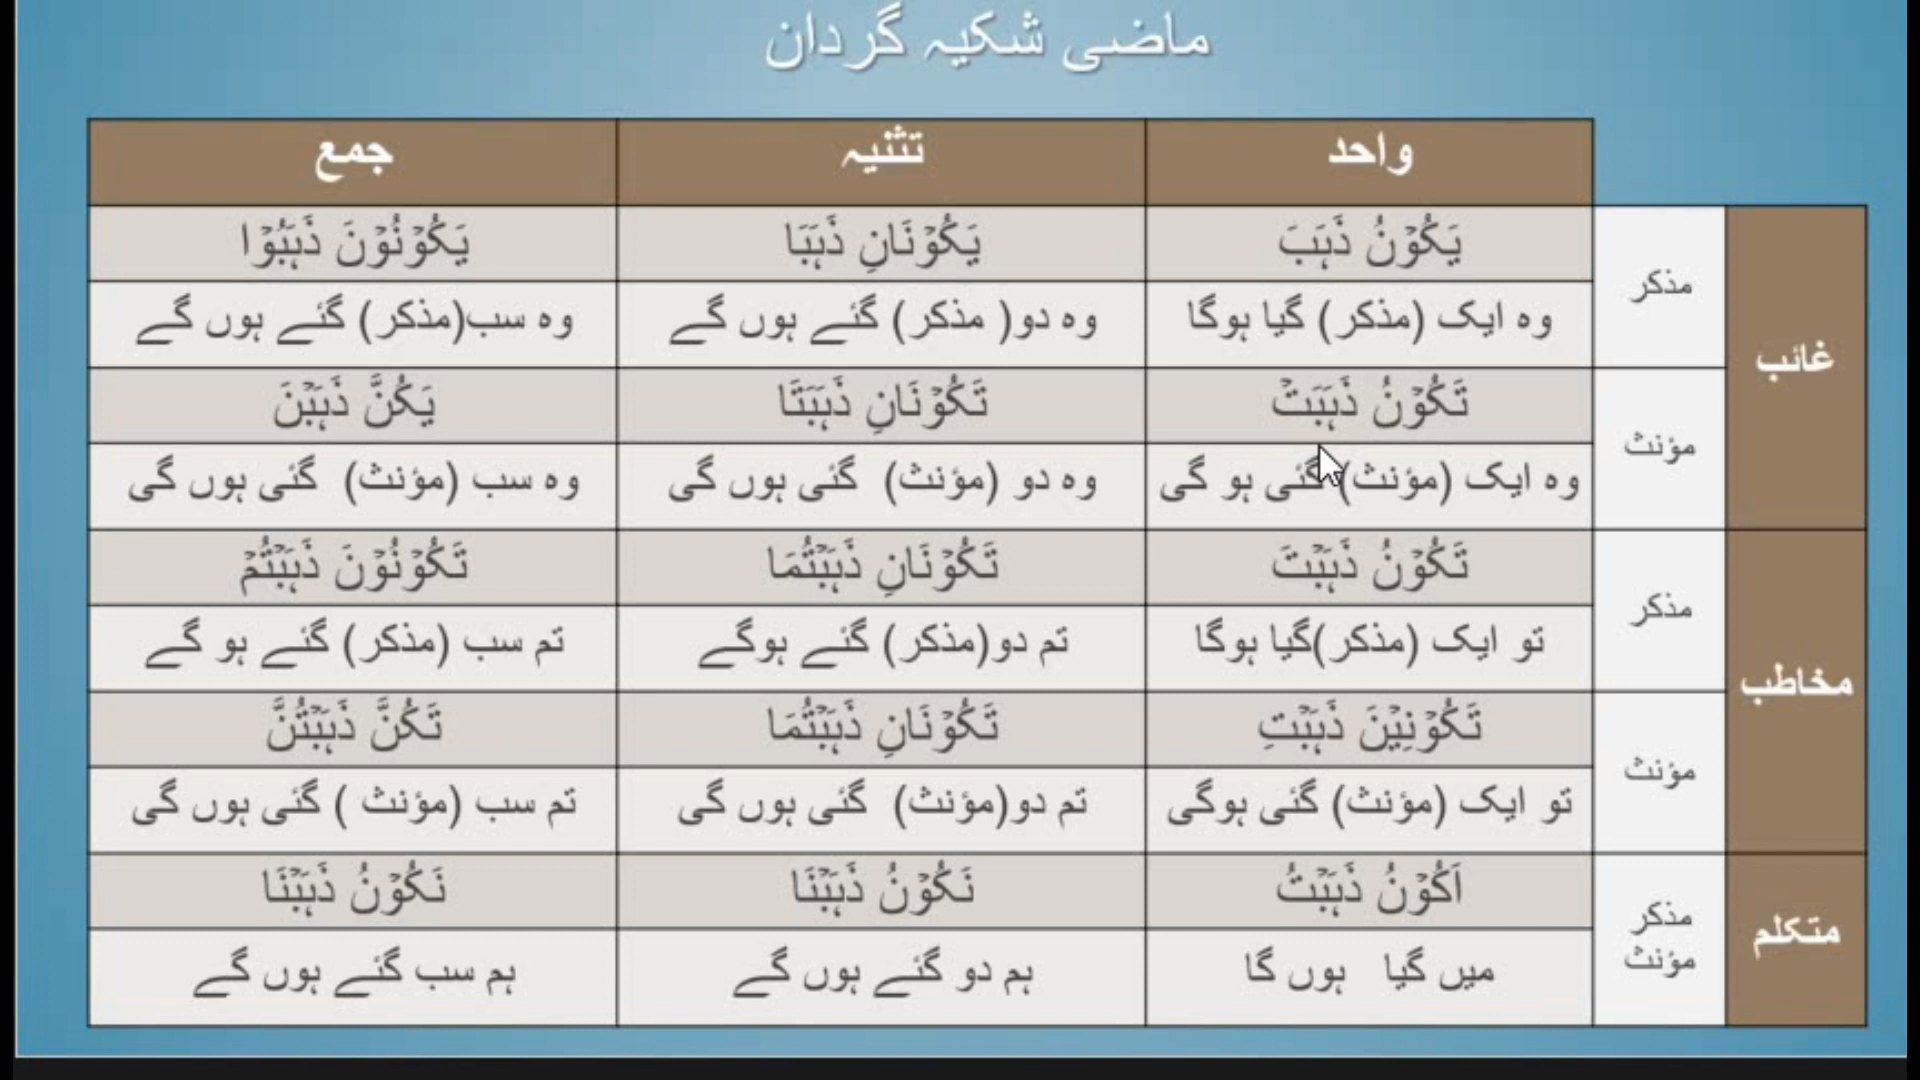 ماضی شکیہ گردان
واحد تثنیہ جمع
غائب مذکر یَکُوْنُ ذَہَبَ یَکُوْنَانِ ذَہَبَا یَکُوْنُوْنَ ذَہَبُوْا
وہ ایک (مذکر) گیا ہوگا وہ دو( مذکر) گئے ہوں گے وہ سب(مذکر) گئے ہوں گے
مؤنث تَکُوْنُ ذَہَبَتْ تَکُوْنَانِ ذَہَبَتَا یَکُنَّ ذَہَبْنَ
وہ ایک (مؤنث) گئی ہو گی وہ دو (مؤنث) گئی ہوں گی وہ سب (مؤنث) گئی ہوں گی
مخاطب مذکر تَکُوْنُ ذَہَبْتَ تَکُوْنَانِ ذَہَبْتُمَا تَکُوْنُوْنَ ذَہَبْتُمْ
تو ایک (مذکر)گیا ہوگا تم دو(مذکر) گئے ہوگے تم سب (مذکر) گئے ہو گے
مؤنث تَکُوْنِیْنَ ذَہَبْتِ تَکُوْنَانِ ذَہَبْتُمَا تَکُنَّ ذَہَبْتُنَّ
تو ایک (مؤنث) گئی ہوگی تم دو(مؤنث) گئی ہوں گی تم سب (مؤنث ) گئی ہوں گی
متکلم مذکر مؤنث اَکُوْنُ ذَہَبْتُ نَکُوْنُ ذَہَبْنَا نَکُوْنُ ذَہَبْنَا
میں گیا ہوں گا ہم دو گئے ہوں گے ہم سب گئے ہوں گے